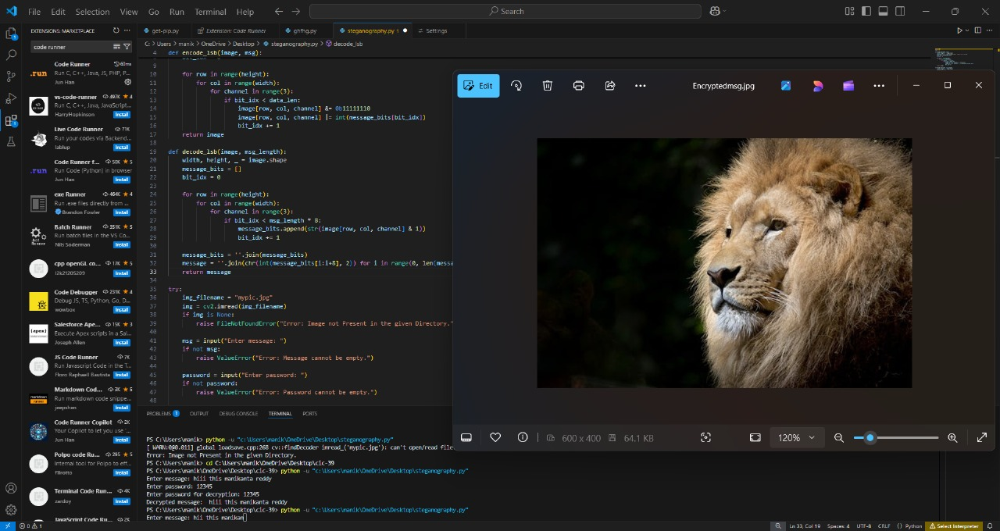 File Edit Selection View Go Run Terminal Help
Search
EXTENSIONS: MARKETPLACE
code runner
Code Runner 60ms
Run C, C++, Java, JS, PHP, P...
Jun Han
vs-code-runner 497K 4
Run C, C++, Java, JavaScript...
HarryHopkinson Install
Live Code Runner 71K
Run your codes via Backend...
lablup Install
Code Runner f... 50K 5
Run Code (Python) in browser
Jun Han Install
exe Runner 464K 4
Run .exe files directly from ...
Brandon Fowler Install
Batch Runner 351K 5
Run batch files in the VS Co...
Nils Soderman Install
cpp openGL co... 17K 5
l2k21205209 Install
Code Debugger 231K 4
Debug JS, TS, Python, Go, D...
wowbox Install
Salesforce Ape... 15K 3
Execute Apex scripts in a Sal...
Joseph Allen Install
JS Code Runner 7K
Run Javascript Code in the T...
Floro Raphaell Bautista Install
Markdown Cod... 3K 5
Run markdown code snippe...
jeepshen Install
Code Runner Copilot 2K
Your Copilot to let you use '...
Jun Han Install
Polpo code Ru... 295 5
Internal tool for Polpo to eff...
filrotto Install
Terminal Code Run... 4K
zardoy Install
JavaScript Code Ru... 2K
get-pip.py
Extension: Code Runner
ghfng.py
steganography.py 1
Settings
C: > Users > manik > OneDrive > Desktop > steganography.py > decode_lsb
4 def encode_lsb(image, msg):
9
10 for row in range(height):
11 for col in range(width):
12 for channel in range(3):
13 if bit_idx < data_len:
14 image[row, col, channel] &= 0b11111110
15 image[row, col, channel] |= int(message_bits[bit_idx])
16 bit_idx += 1
17 return image
18
19 def decode_lsb(image, msg_length):
20 width, height, _ = image.shape
21 message_bits = []
22 bit_idx = 0
23
24 for row in range(height):
25 for col in range(width):
26 for channel in range(3):
27 if bit_idx < msg_length * 8:
28 message_bits.append(str(image[row, col, channel] & 1))
29 bit_idx += 1
30
31 message_bits = ''.join(message_bits)
32 message = ''.join(chr(int(message_bits[i:i+8], 2)) for i in range(0, len(messa
33 return message
34
35 try:
36 img_filename = "mypic.jpg"
37 img = cv2.imread(img_filename)
38 if img is None:
39 raise FileNotFoundError("Error: Image not Present in the given Directory."
40
41 msg = input("Enter message: ")
42 if not msg:
43 raise ValueError("Error: Message cannot be empty.")
44
45 password = input("Enter password: ")
46 if not password:
47 raise ValueError("Error: Password cannot be empty.")
48
Edit
Encryptedmsg.jpg
600 x 400 64.1 KB
120%
PROBLEMS 1 OUTPUT DEBUG CONSOLE TERMINAL PORTS
PS C:\Users\manik> python -u "c:\Users\manik\OneDrive\Desktop\steganography.py"
[ WARN:0@0.011] global loadsave.cpp:268 cv::findDecoder imread_('mypic.jpg'): can't open/read file
Error: Image not Present in the given Directory.
PS C:\Users\manik> cd C:\Users\manik\OneDrive\Desktop\cic-39
PS C:\Users\manik\OneDrive\Desktop\cic-39> python -u "c:\Users\manik\OneDrive\Desktop\steganography.py"
Enter message: hiii this manikanta reddy
Enter password: 12345
Enter password for decryption: 12345
Decrypted message: hiii this manikanta reddy
PS C:\Users\manik\OneDrive\Desktop\cic-39> python -u "c:\Users\manik\OneDrive\Desktop\steganography.py"
Enter message: hii this manikan
0 1
Ln 33, Col 19 Spaces: 4 UTF-8 CRLF Python Select Interpreter